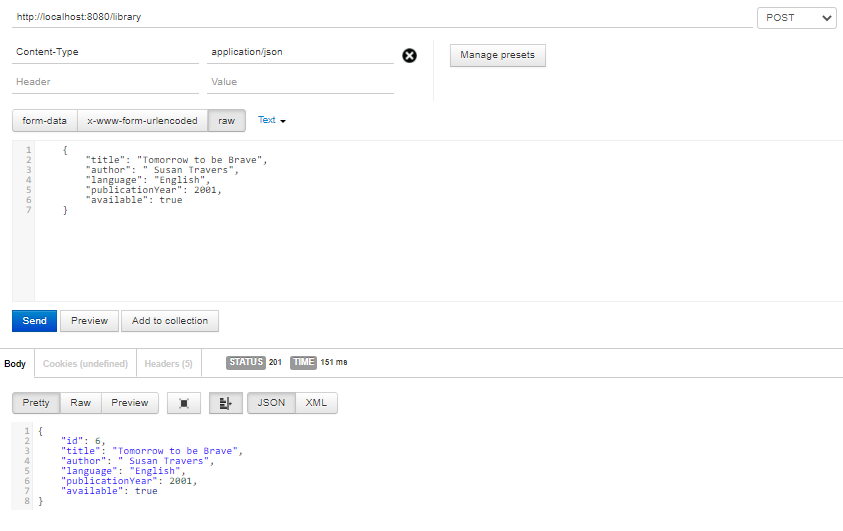 http://localhost:8080/library POST
Content-Type application/json Manage presets
Header Value
form-data x-www-form-urlencoded raw Text
1 {
2 "title": "Tomorrow to be Brave",
3 "author": " Susan Travers",
4 "language": "English",
5 "publicationYear": 2001,
6 "available": true
7 }
Send Preview Add to collection
Body Cookies (undefined) Headers (5) STATUS 201 TIME 151 ms
Pretty Raw Preview JSON XML
1 {
2 "id": 6,
3 "title": "Tomorrow to be Brave",
4 "author": " Susan Travers",
5 "language": "English",
6 "publicationYear": 2001,
7 "available": true
8 }